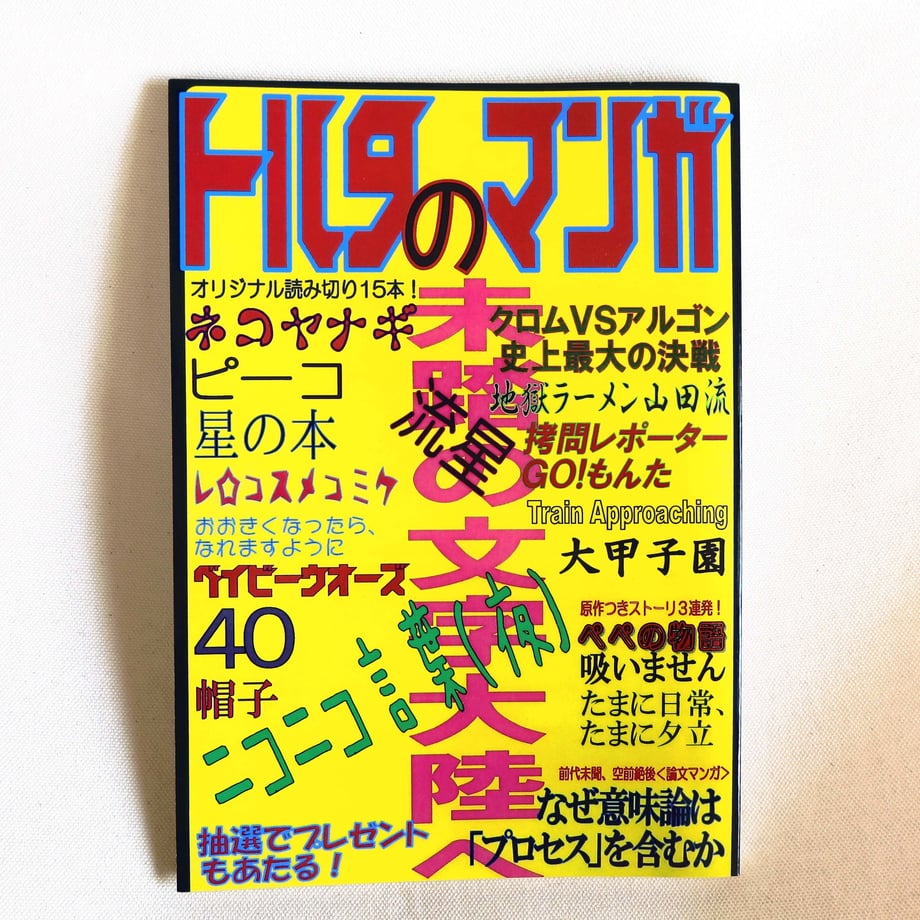 トルタのマンガ
オリジナル読み切り15本！
ネコヤナギ
ピーコ
星の本
レロコスメコミケ
おおきくなったら、
なれますように
ベイビーウオーズ
40
帽子
ニコニコ言葉（夜）
抽選でプレゼント
もあたる！
未踏の文字大陸へ
流星
クロムVSアルゴン
史上最大の決戦
地獄ラーメン山田流
拷問レポーター
GO!もんた
Train Approaching
大甲子園
原作つきストーリ3連発！
ペペの物語
吸いません
たまに日常、
たまに夕立
前代未聞、空前絶後<論文マンガ>
なぜ意味論は
「プロセス」を含むか